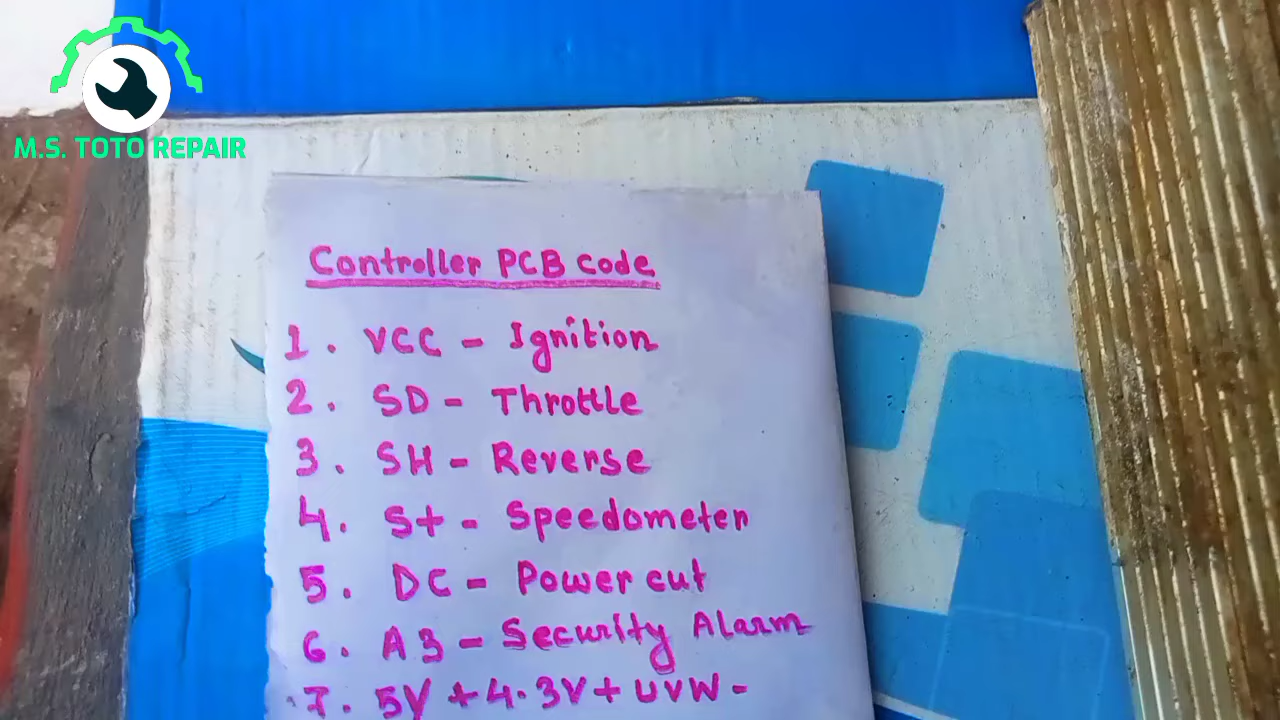 M.S. TOTO REPAIR
Controller PCB code
1. VCC - Ignition
2. SD - Throttle
3. SH - Reverse
4. St - Speedometer
5. DC - Power cut
6. A3 - Security Alarm
7. 5V + 4.3V + UVW -